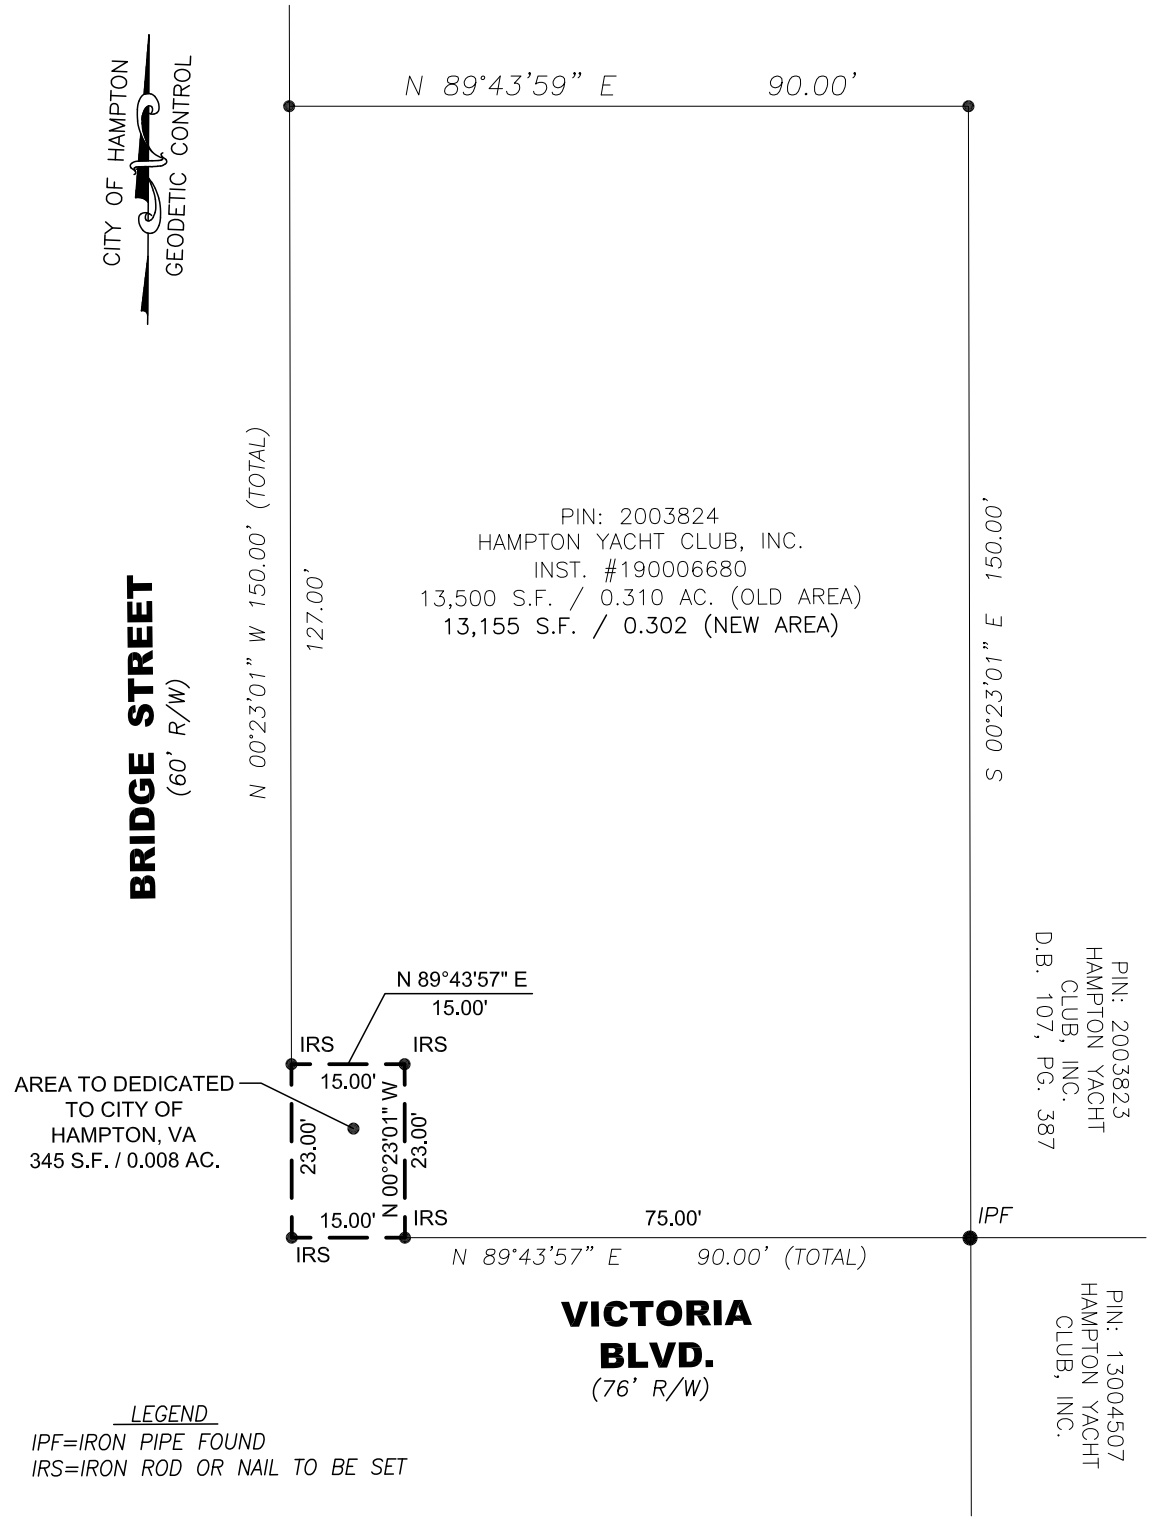 CITY OF HAMPTON
GEODETIC CONTROL
N 89°43'59" E 90.00'
N 00°23'01" W 150.00' (TOTAL)
127.00'
BRIDGE STREET
(60' R/W)
PIN: 2003824
HAMPTON YACHT CLUB, INC.
INST. #190006680
13,500 S.F. / 0.310 AC. (OLD AREA)
13,155 S.F. / 0.302 (NEW AREA)
S 00°23'01" E 150.00'
PIN: 2003823
HAMPTON YACHT
CLUB, INC.
D.B. 107, PG. 387
N 89°43'57" E
15.00'
IRS
IRS
15.00'
AREA TO DEDICATED
TO CITY OF
HAMPTON, VA
345 S.F. / 0.008 AC.
23.00'
N 00°23'01" W
23.00'
15.00'
IRS
IRS
75.00'
IPF
N 89°43'57" E 90.00' (TOTAL)
VICTORIA
BLVD.
(76' R/W)
PIN: 13004507
HAMPTON YACHT
CLUB, INC.
LEGEND
IPF=IRON PIPE FOUND
IRS=IRON ROD OR NAIL TO BE SET